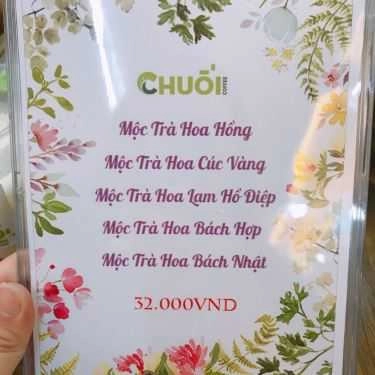 CHUỐI
COFFEE
Mộc Trà Hoa Hồng
Mộc Trà Hoa Cúc Vàng
Mộc Trà Hoa Lam Hồ Điệp
Mộc Trà Hoa Bách Hợp
Mộc Trà Hoa Bách Nhật
32.000VND